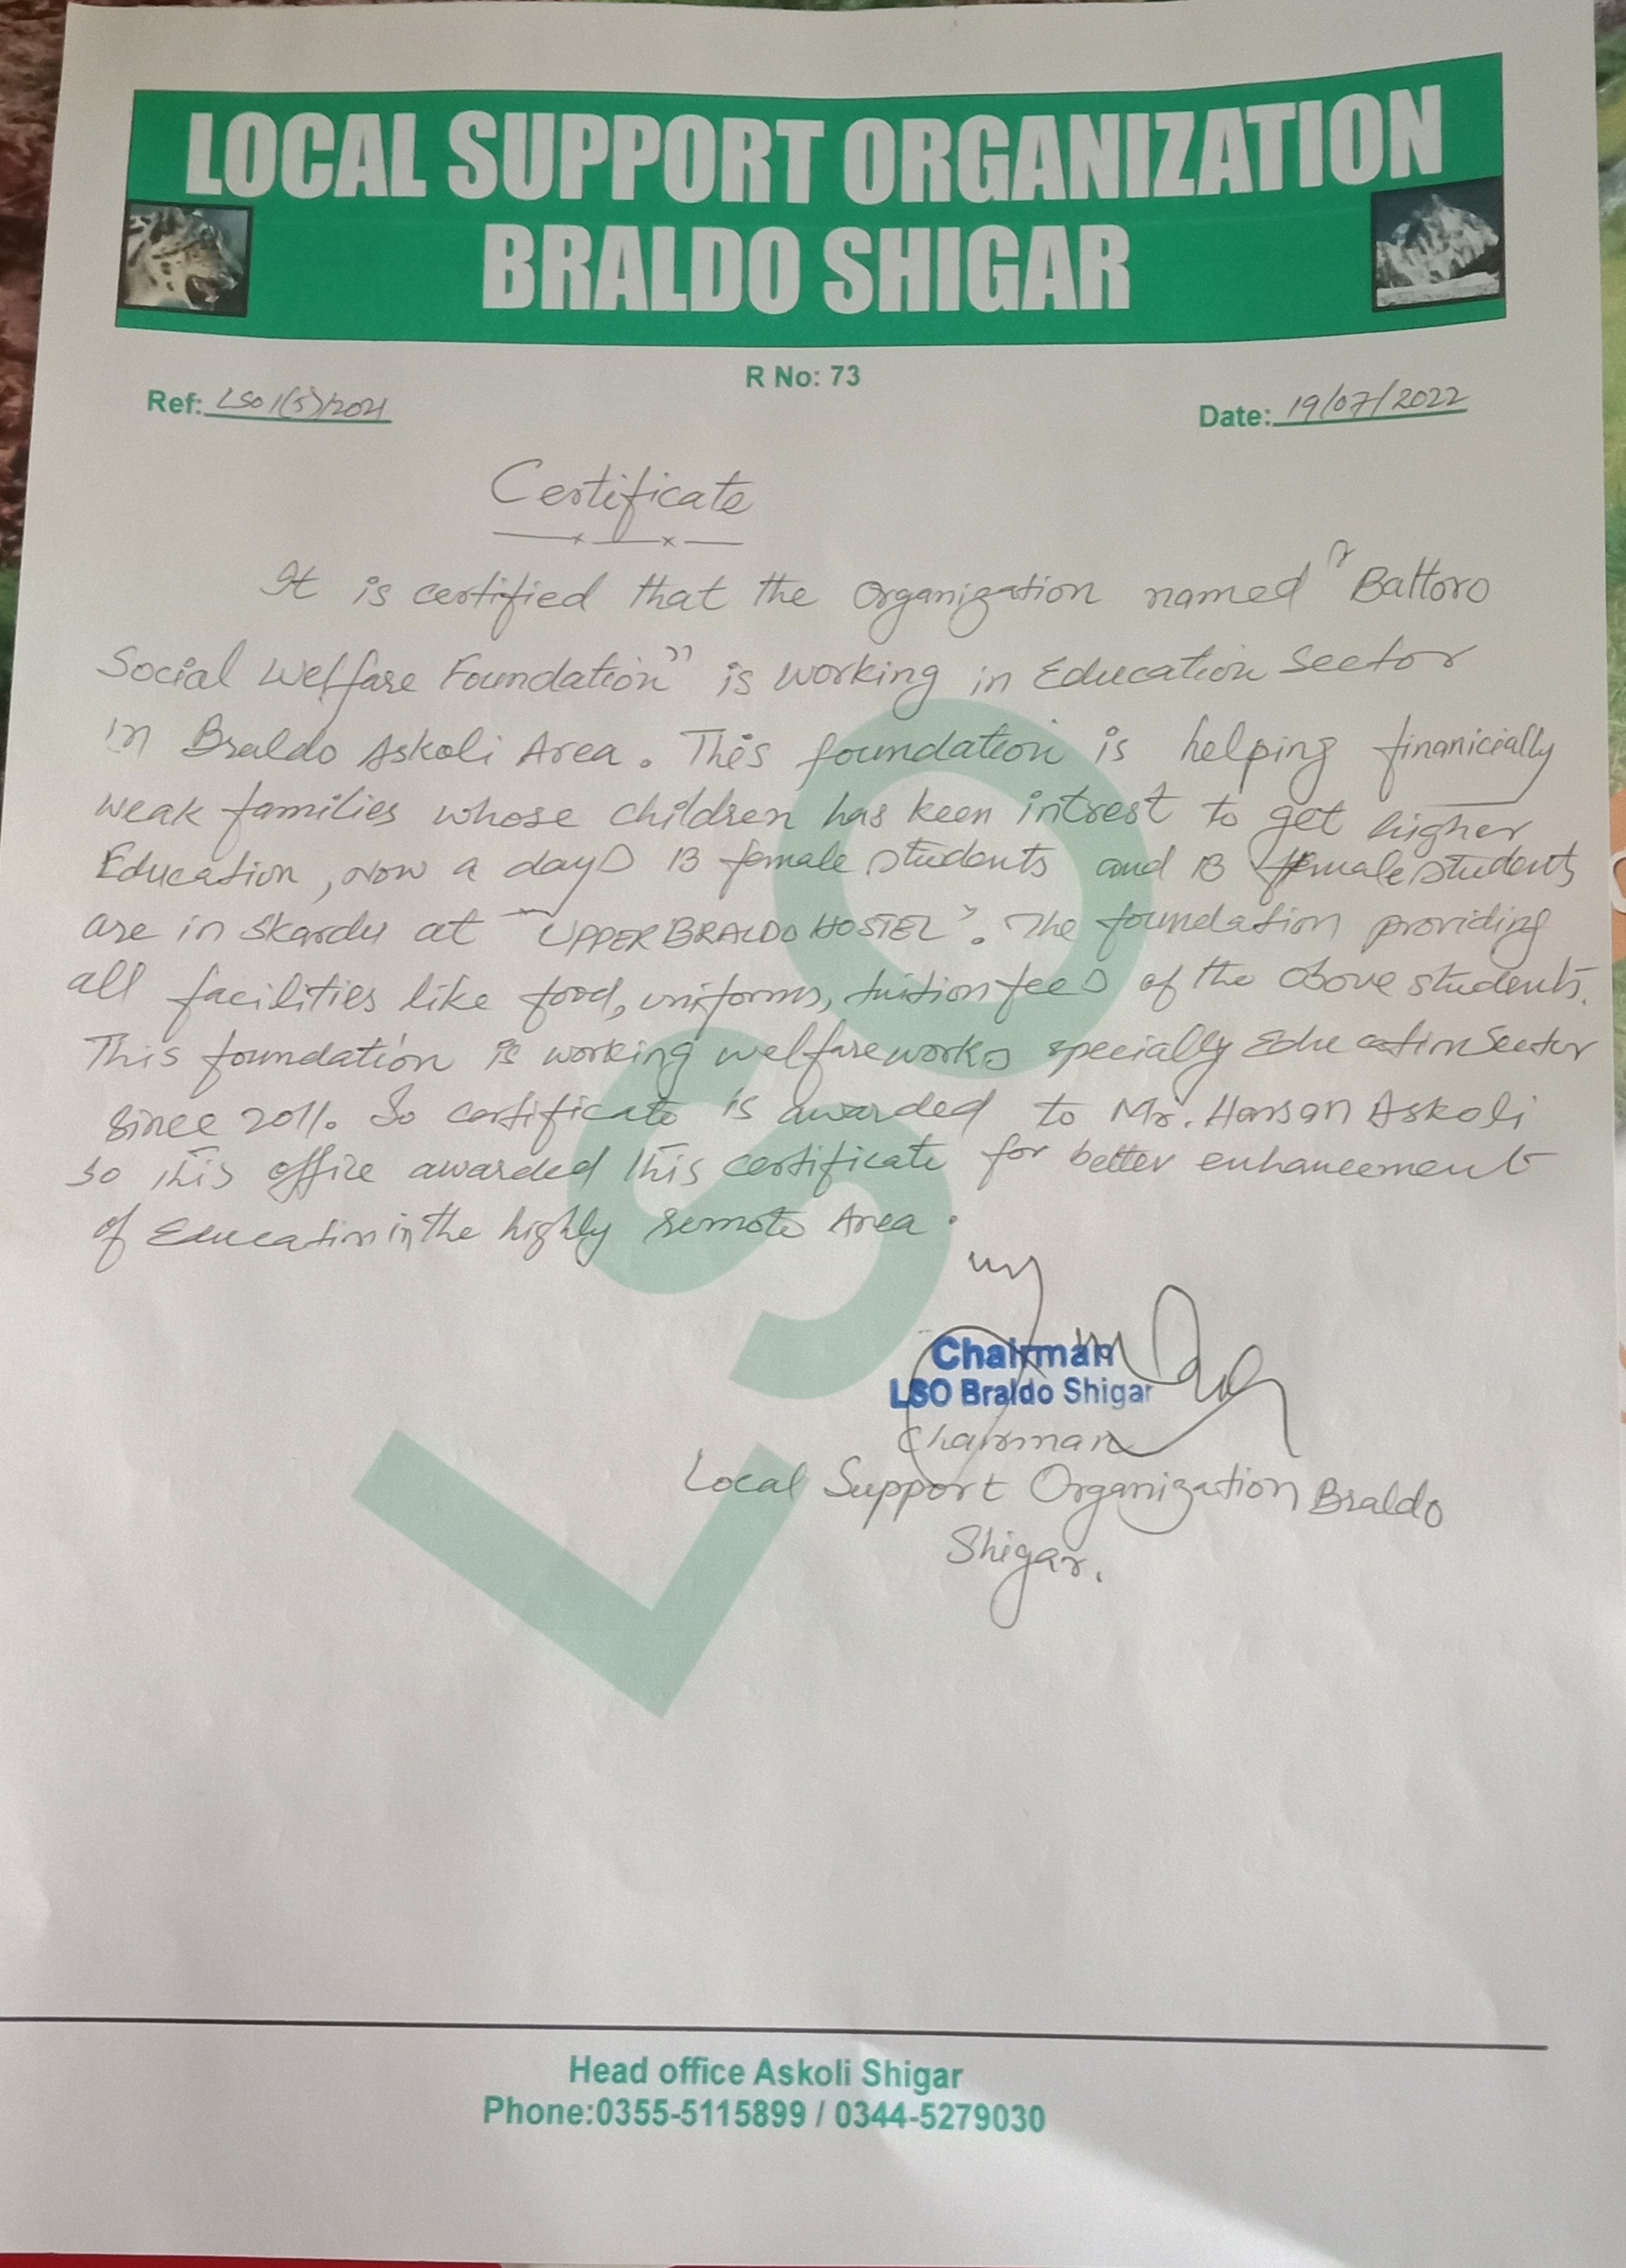 LOCAL SUPPORT ORGANIZATION
BRALDO SHIGAR
R No: 73
Ref: LSO/(5)/2021
Date: 19/07/2022
Certificate
It is certified that the Organization named "Baltoro
Social Welfare Foundation" is working in Education Sector
in Braldo Askoli Area. This foundation is helping finanicially
weak families whose children has keen intrest to get higher
Education, now a days 13 female students and 13 female students
are in Skardu at "UPPER BRALDO HOSTEL". The foundation providing
all facilities like food, uniforms, tuition fees of the above students.
This foundation is working welfare works specially Education Sector
since 2011. So certificate is awarded to Mr. Hassan Askoli
so this office awarded this certificate for better enhancement
of Education in the highly remote Area.
Chairman
LSO Braldo Shigar
Chairman
Local Support Organization Braldo
Shigar.
LSO
Head office Askoli Shigar
Phone:0355-5115899 / 0344-5279030